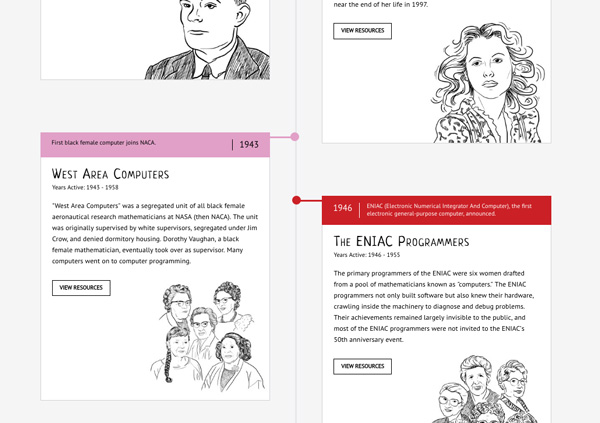 near the end of her life in 1997.
VIEW RESOURCES
First black female computer joins NACA.
1943
West Area Computers
Years Active: 1943 - 1958
"West Area Computers" was a segregated unit of all black female
aeronautical research mathematicians at NASA (then NACA). The unit
was originally supervised by white supervisors, segregated under Jim
Crow, and denied dormitory housing. Dorothy Vaughan, a black
female mathematician, eventually took over as supervisor. Many
computers went on to computer programming.
VIEW RESOURCES
1946
ENIAC (Electronic Numerical Integrator And Computer), the first
electronic general-purpose computer, announced.
The ENIAC Programmers
Years Active: 1946 - 1955
The primary programmers of the ENIAC were six women drafted
from a pool of mathematicians known as "computers." The ENIAC
programmers not only built software but also knew their hardware,
crawling inside the machinery to diagnose and debug problems.
Their achievements remained largely invisible to the public, and
most of the ENIAC programmers were not invited to the ENIAC's
50th anniversary event.
VIEW RESOURCES